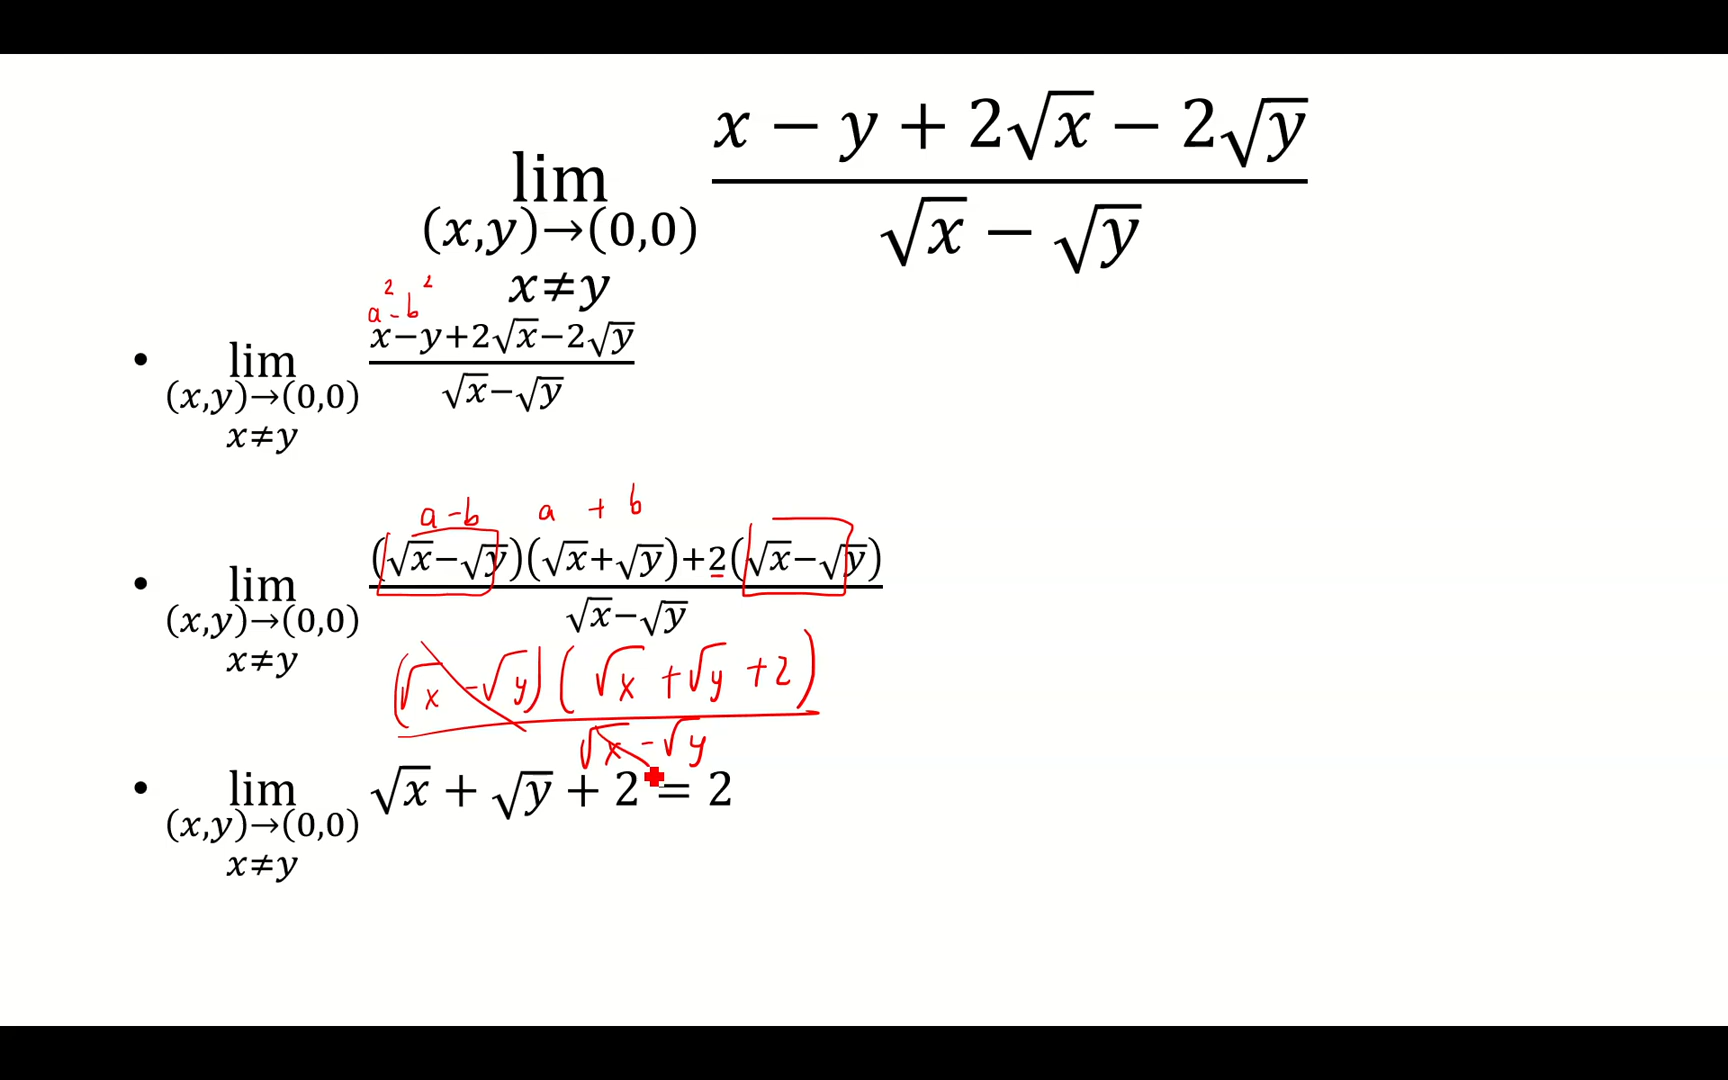 lim (x,y)→(0,0) x≠y (x − y + 2√x − 2√y) / (√x − √y)
a² - b²
• lim (x,y)→(0,0) x≠y (x−y+2√x−2√y) / (√x−√y)
a - b a + b
• lim (x,y)→(0,0) x≠y ((√x−√y)(√x+√y)+2(√x−√y)) / (√x−√y)
(√x - √y) (√x + √y + 2) / √x - √y
• lim (x,y)→(0,0) x≠y √x + √y + 2 = 2